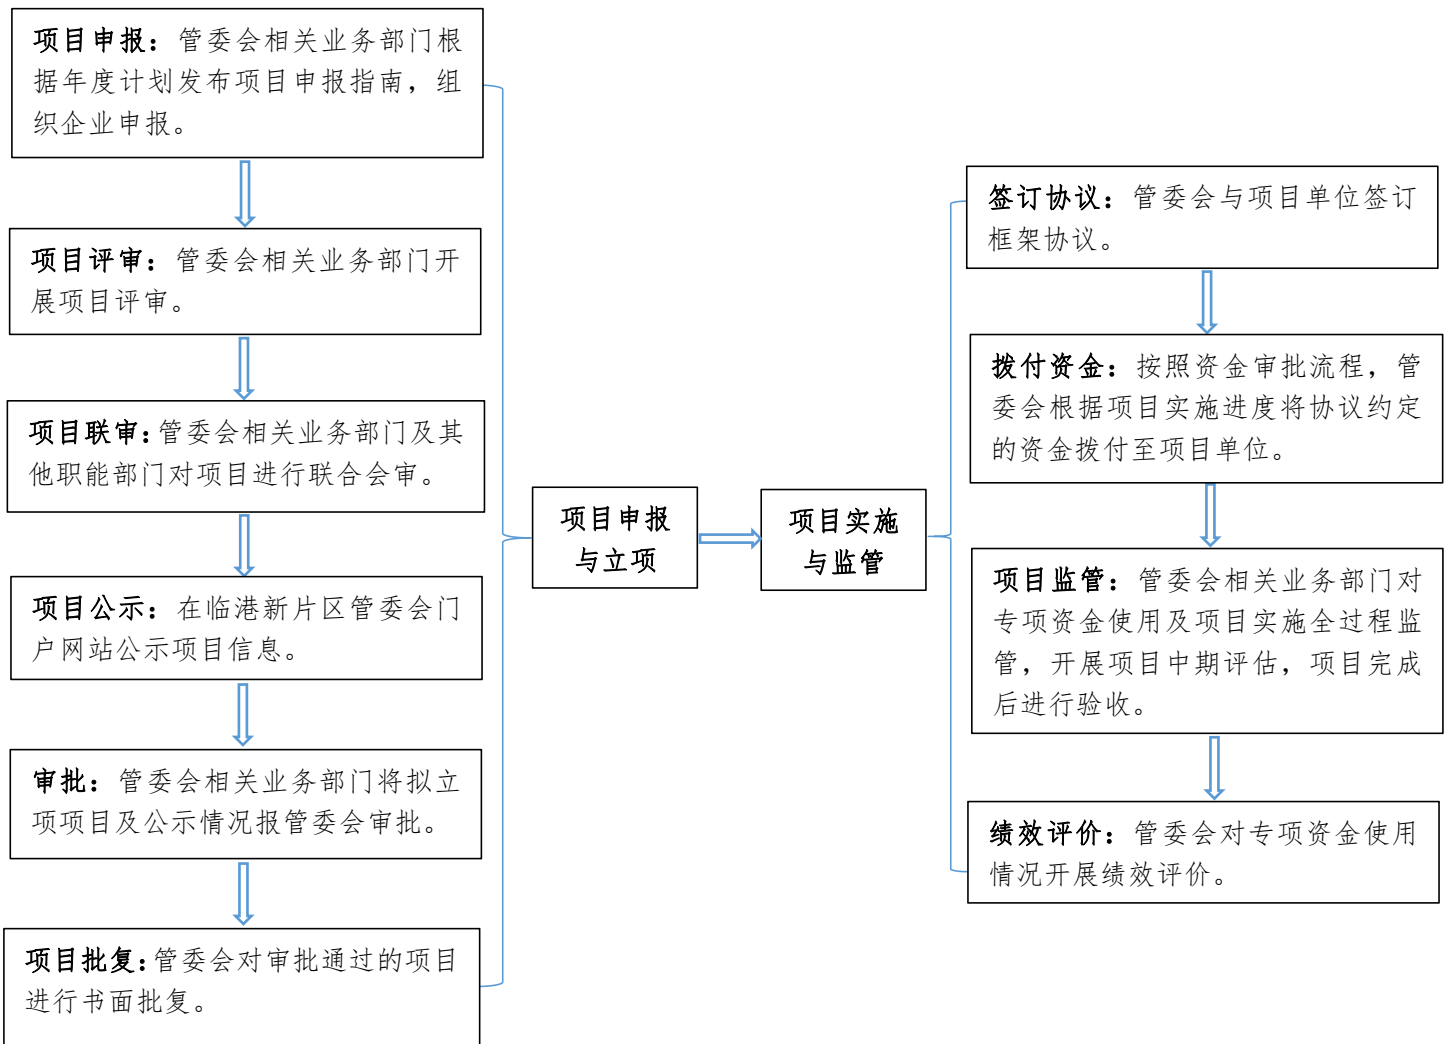 项目申报：管委会相关业务部门根
据年度计划发布项目申报指南，组
织企业申报。
项目评审：管委会相关业务部门开
展项目评审。
项目联审：管委会相关业务部门及其
他职能部门对项目进行联合会审。
项目公示：在临港新片区管委会门
户网站公示项目信息。
审批：管委会相关业务部门将拟立
项项目及公示情况报管委会审批。
项目批复：管委会对审批通过的项目
进行书面批复。
项目申报
与立项
项目实施
与监管
签订协议：管委会与项目单位签订
框架协议。
拨付资金：按照资金审批流程，管
委会根据项目实施进度将协议约定
的资金拨付至项目单位。
项目监管：管委会相关业务部门对
专项资金使用及项目实施全过程监
管，开展项目中期评估，项目完成
后进行验收。
绩效评价：管委会对专项资金使用
情况开展绩效评价。